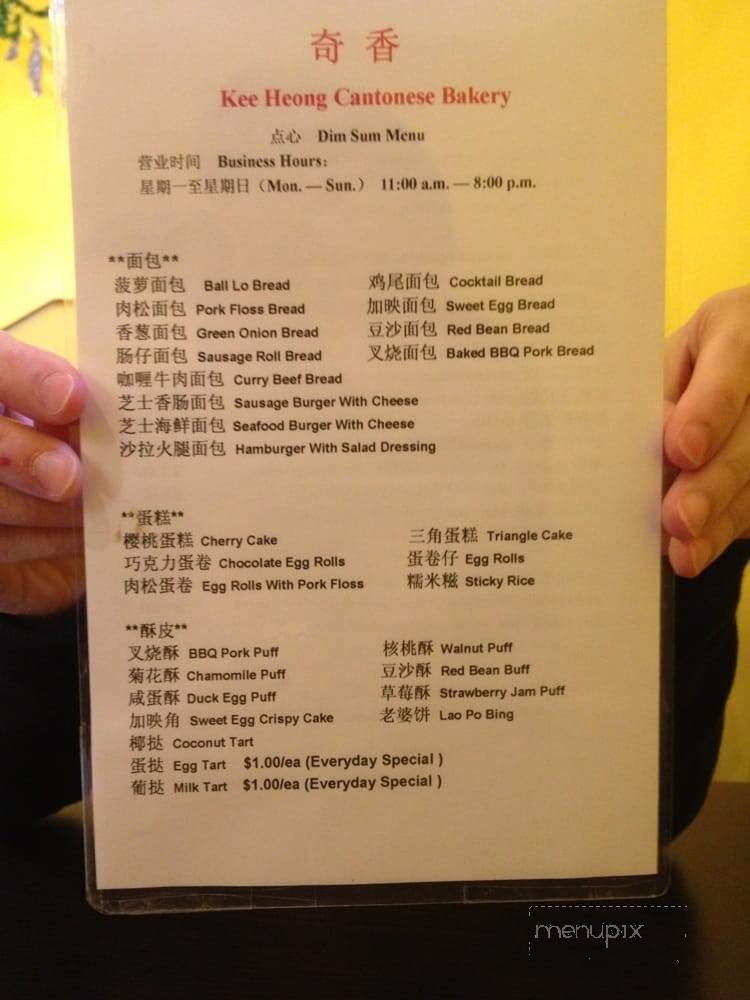 奇香
Kee Heong Cantonese Bakery
点心 Dim Sum Menu
营业时间 Business Hours:
星期一至星期日（Mon. — Sun.） 11:00 a.m. — 8:00 p.m.
**面包**
菠萝面包 Ball Lo Bread 鸡尾面包 Cocktail Bread
肉松面包 Pork Floss Bread 加映面包 Sweet Egg Bread
香葱面包 Green Onion Bread 豆沙面包 Red Bean Bread
肠仔面包 Sausage Roll Bread 叉烧面包 Baked BBQ Pork Bread
咖喱牛肉面包 Curry Beef Bread
芝士香肠面包 Sausage Burger With Cheese
芝士海鲜面包 Seafood Burger With Cheese
沙拉火腿面包 Hamburger With Salad Dressing
**蛋糕**
樱桃蛋糕 Cherry Cake 三角蛋糕 Triangle Cake
巧克力蛋卷 Chocolate Egg Rolls 蛋卷仔 Egg Rolls
肉松蛋卷 Egg Rolls With Pork Floss 糯米糍 Sticky Rice
**酥皮**
叉烧酥 BBQ Pork Puff 核桃酥 Walnut Puff
菊花酥 Chamomile Puff 豆沙酥 Red Bean Buff
咸蛋酥 Duck Egg Puff 草莓酥 Strawberry Jam Puff
加映角 Sweet Egg Crispy Cake 老婆饼 Lao Po Bing
椰挞 Coconut Tart
蛋挞 Egg Tart $1.00/ea (Everyday Special )
葡挞 Milk Tart $1.00/ea (Everyday Special )
menupix